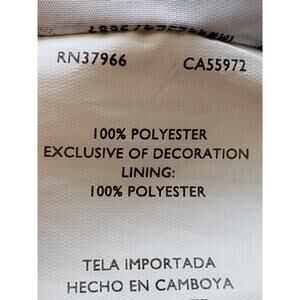 RN37966 CA55972
100% POLYESTER
EXCLUSIVE OF DECORATION
LINING:
100% POLYESTER
TELA IMPORTADA
HECHO EN CAMBOYA